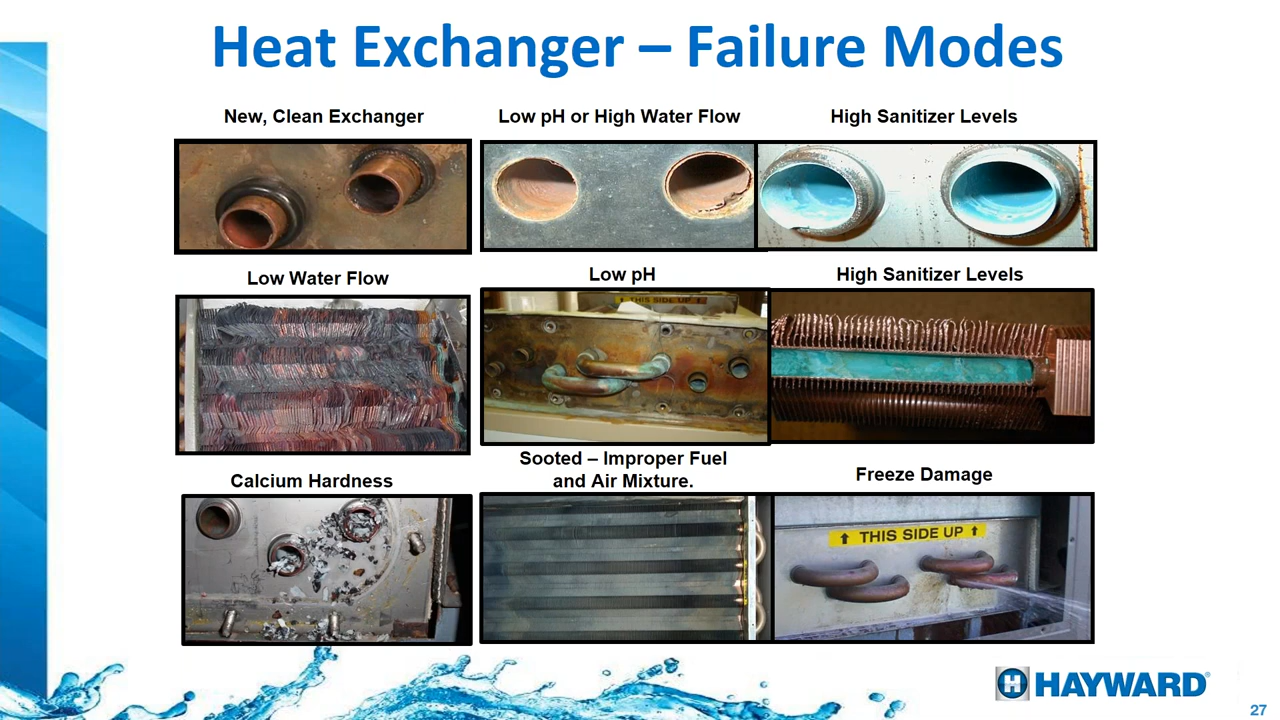 Heat Exchanger – Failure Modes
New, Clean Exchanger
Low pH or High Water Flow
High Sanitizer Levels
Low Water Flow
Low pH
High Sanitizer Levels
THIS SIDE UP
Calcium Hardness
Sooted – Improper Fuel
and Air Mixture.
Freeze Damage
THIS SIDE UP
H HAYWARD®
27